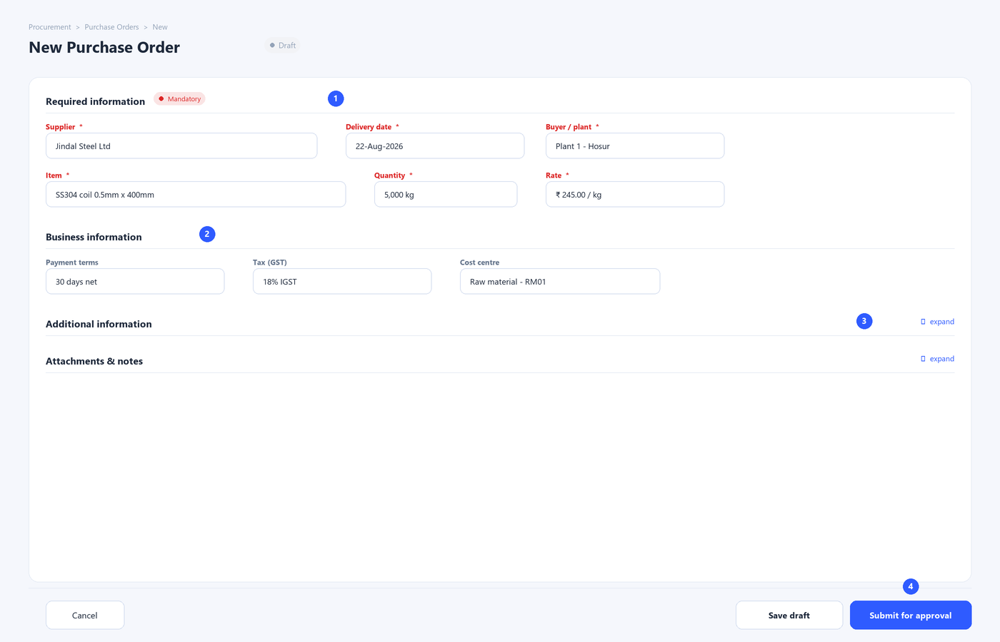 Procurement > Purchase Orders > New
New Purchase Order
Draft
Required information
Mandatory
1
Supplier *
Delivery date *
Buyer / plant *
Jindal Steel Ltd
22-Aug-2026
Plant 1 - Hosur
Item *
Quantity *
Rate *
SS304 coil 0.5mm x 400mm
5,000 kg
₹ 245.00 / kg
Business information
2
Payment terms
Tax (GST)
Cost centre
30 days net
18% IGST
Raw material - RM01
Additional information
3
expand
Attachments & notes
expand
4
Cancel
Save draft
Submit for approval